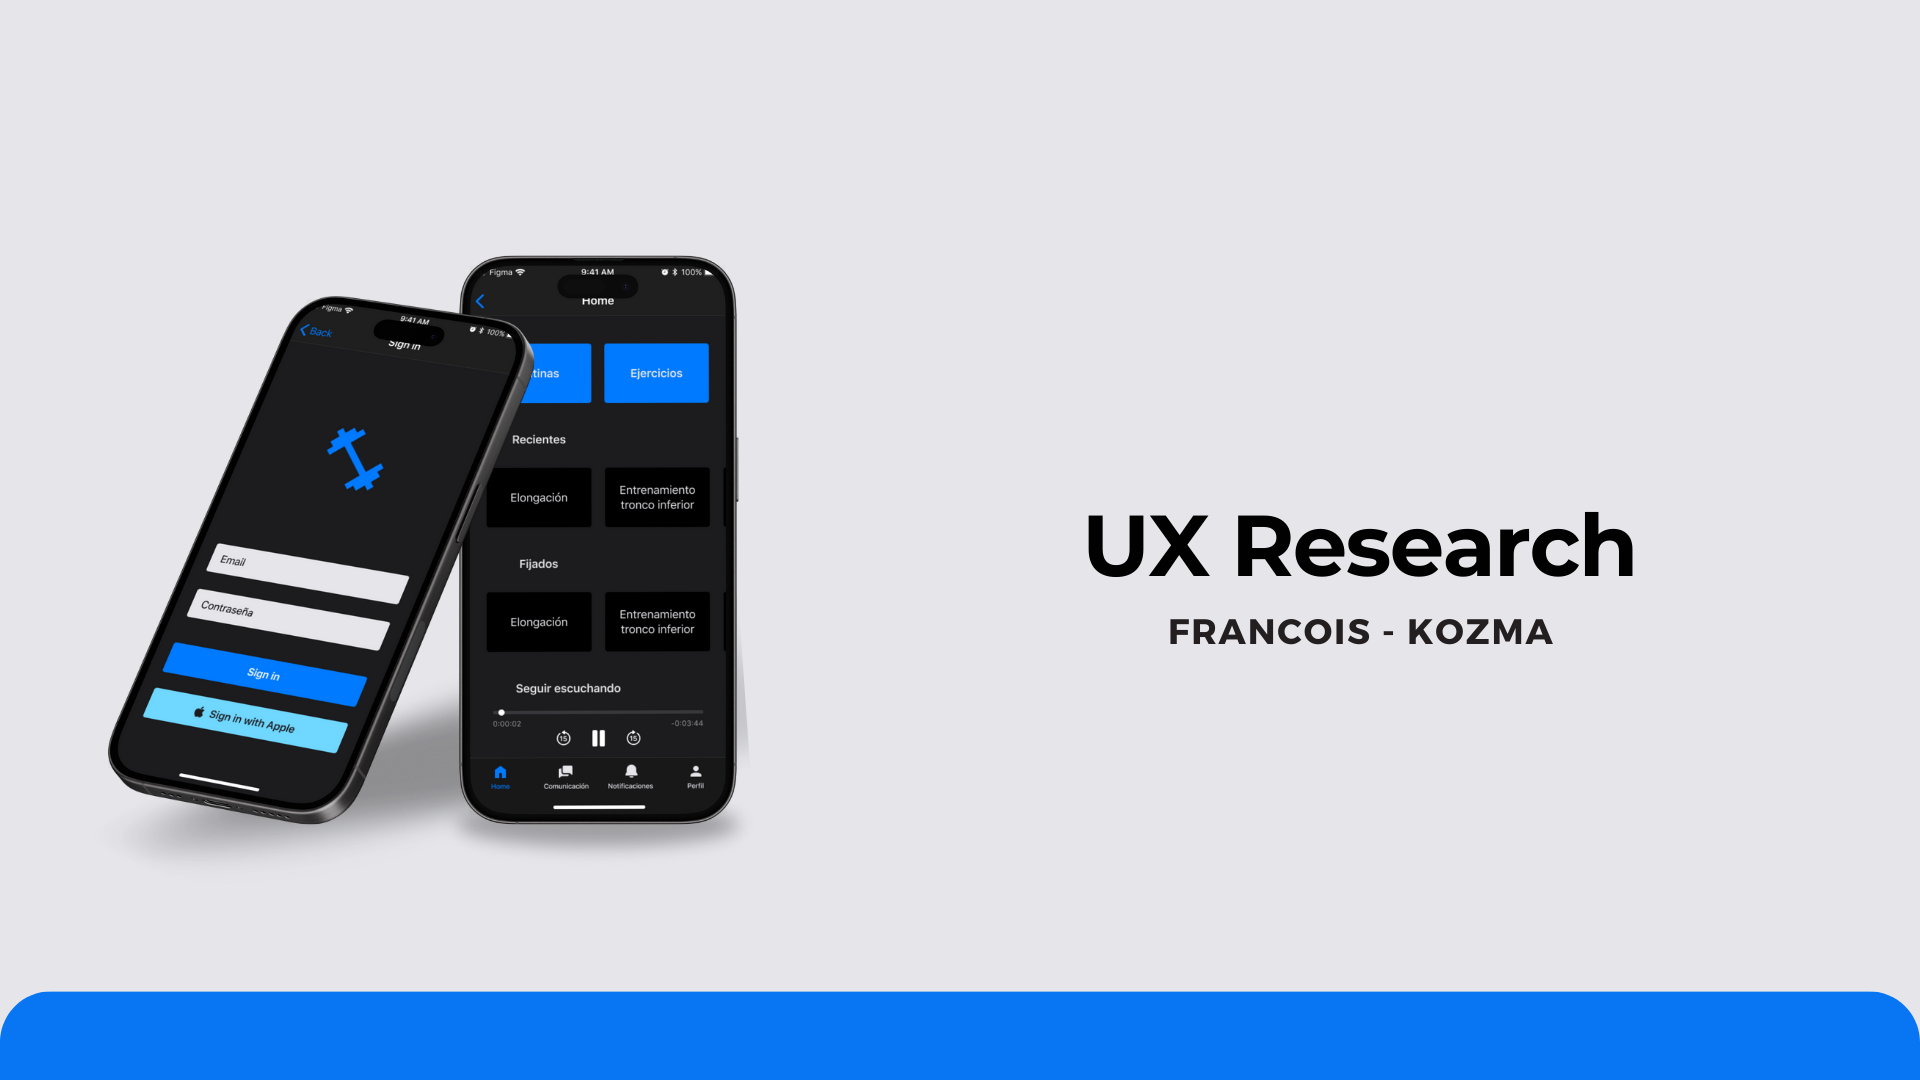 Figma
9:41 AM
100%
Back
Sign in
Email
Contraseña
Sign in
Sign in with Apple
Figma
9:41 AM
100%
Home
tinas
Ejercicios
Recientes
Elongación
Entrenamiento
tronco inferior
Fijados
Elongación
Entrenamiento
tronco inferior
Seguir escuchando
0:00:02
-0:03:44
15
15
Home
Comunicación
Notificaciones
Perfil
UX Research
FRANCOIS - KOZMA